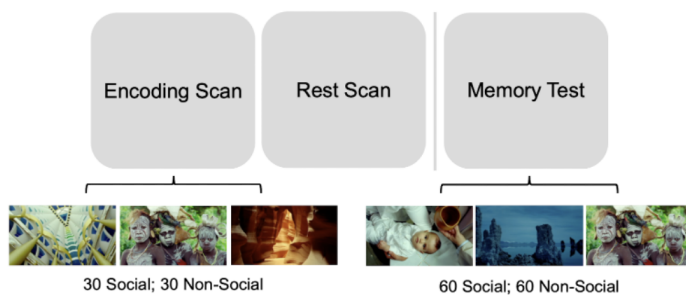 Encoding Scan
Rest Scan
Memory Test
30 Social; 30 Non-Social
60 Social; 60 Non-Social